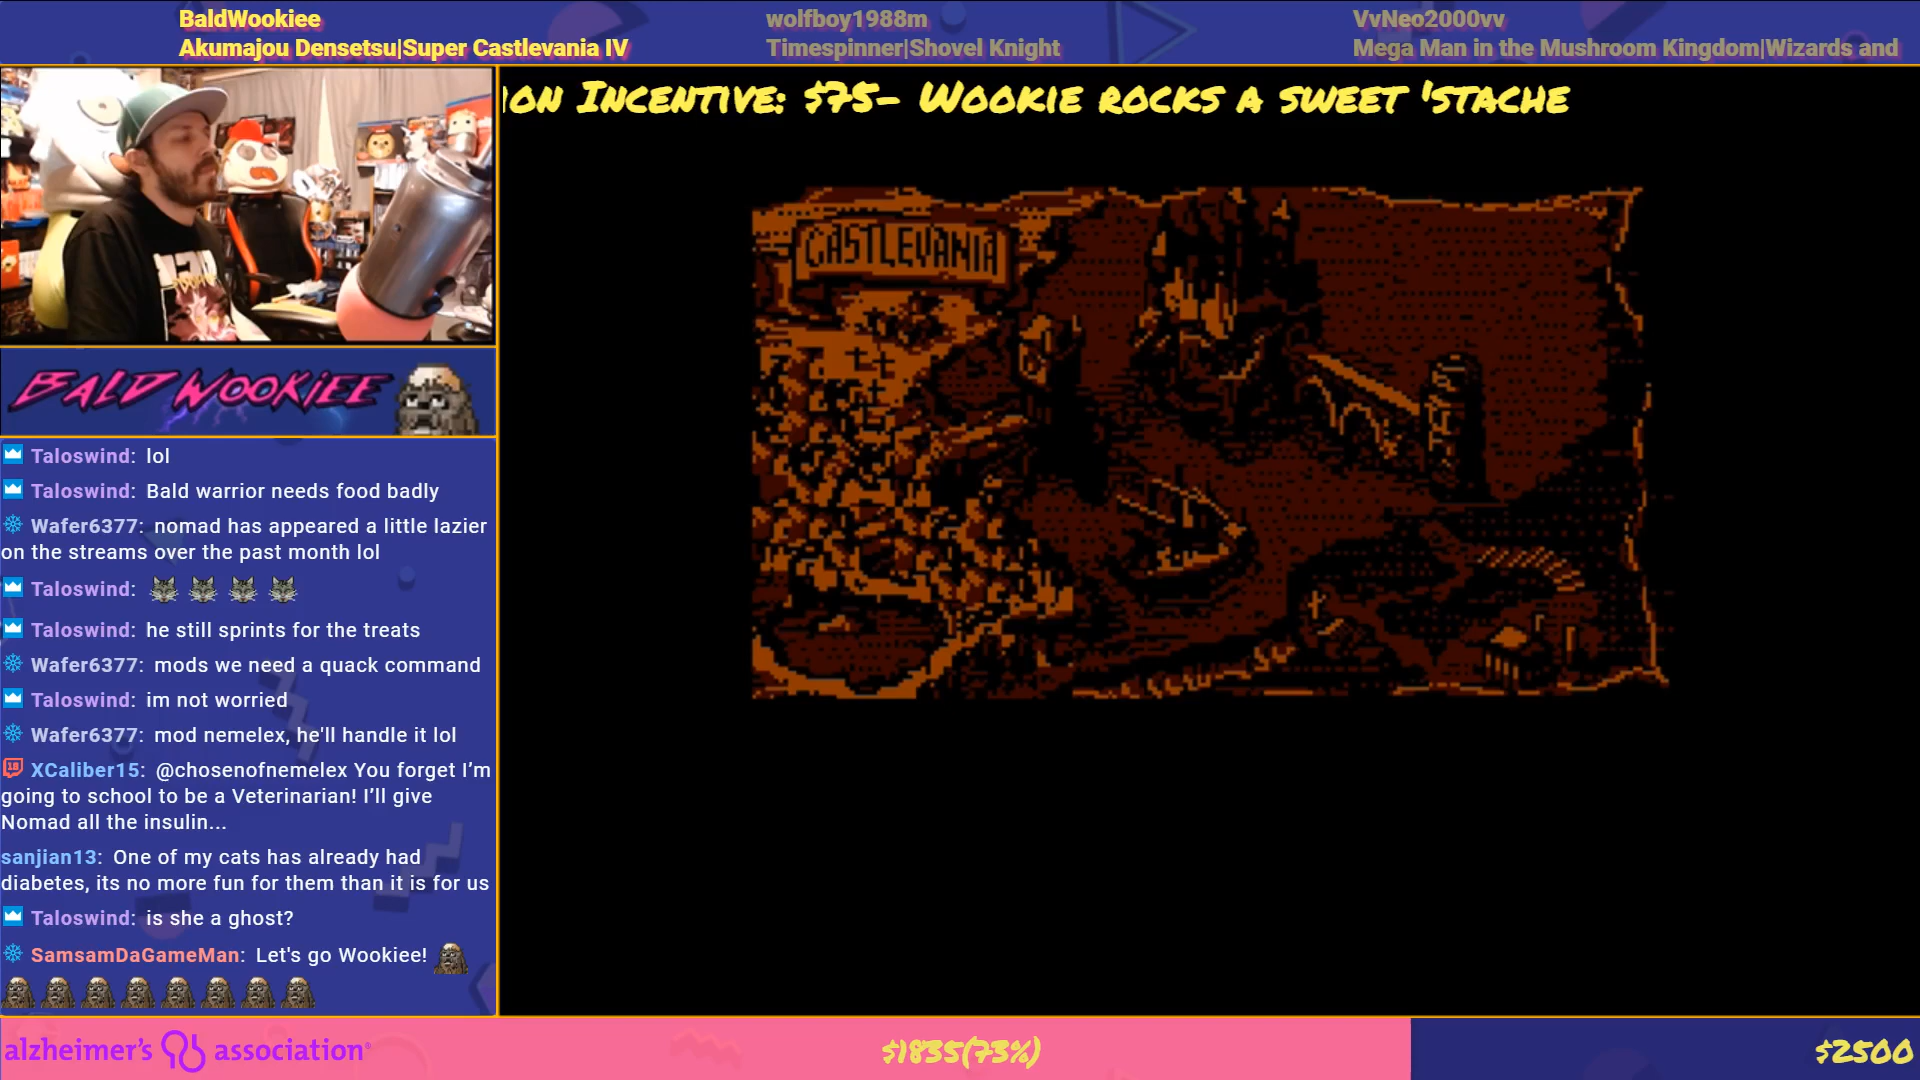 BaldWookiee
Akumajou Densetsu|Super Castlevania IV
wolfboy1988m
Timespinner|Shovel Knight
VvNeo2000vv
Mega Man in the Mushroom Kingdom|Wizards and
ion Incentive: $75- Wookie rocks a sweet 'stache
CASTLEVANIA
BALD WOOKIEE
Taloswind: lol
Taloswind: Bald warrior needs food badly
Wafer6377: nomad has appeared a little lazier
on the streams over the past month lol
Taloswind:
Taloswind: he still sprints for the treats
Wafer6377: mods we need a quack command
Taloswind: im not worried
Wafer6377: mod nemelex, he'll handle it lol
XCaliber15: @chosenofnemelex You forget I’m
going to school to be a Veterinarian! I’ll give
Nomad all the insulin...
sanjian13: One of my cats has already had
diabetes, its no more fun for them than it is for us
Taloswind: is she a ghost?
SamsamDaGameMan: Let's go Wookiee!
alzheimer's association®
$1835(73%)
$2500